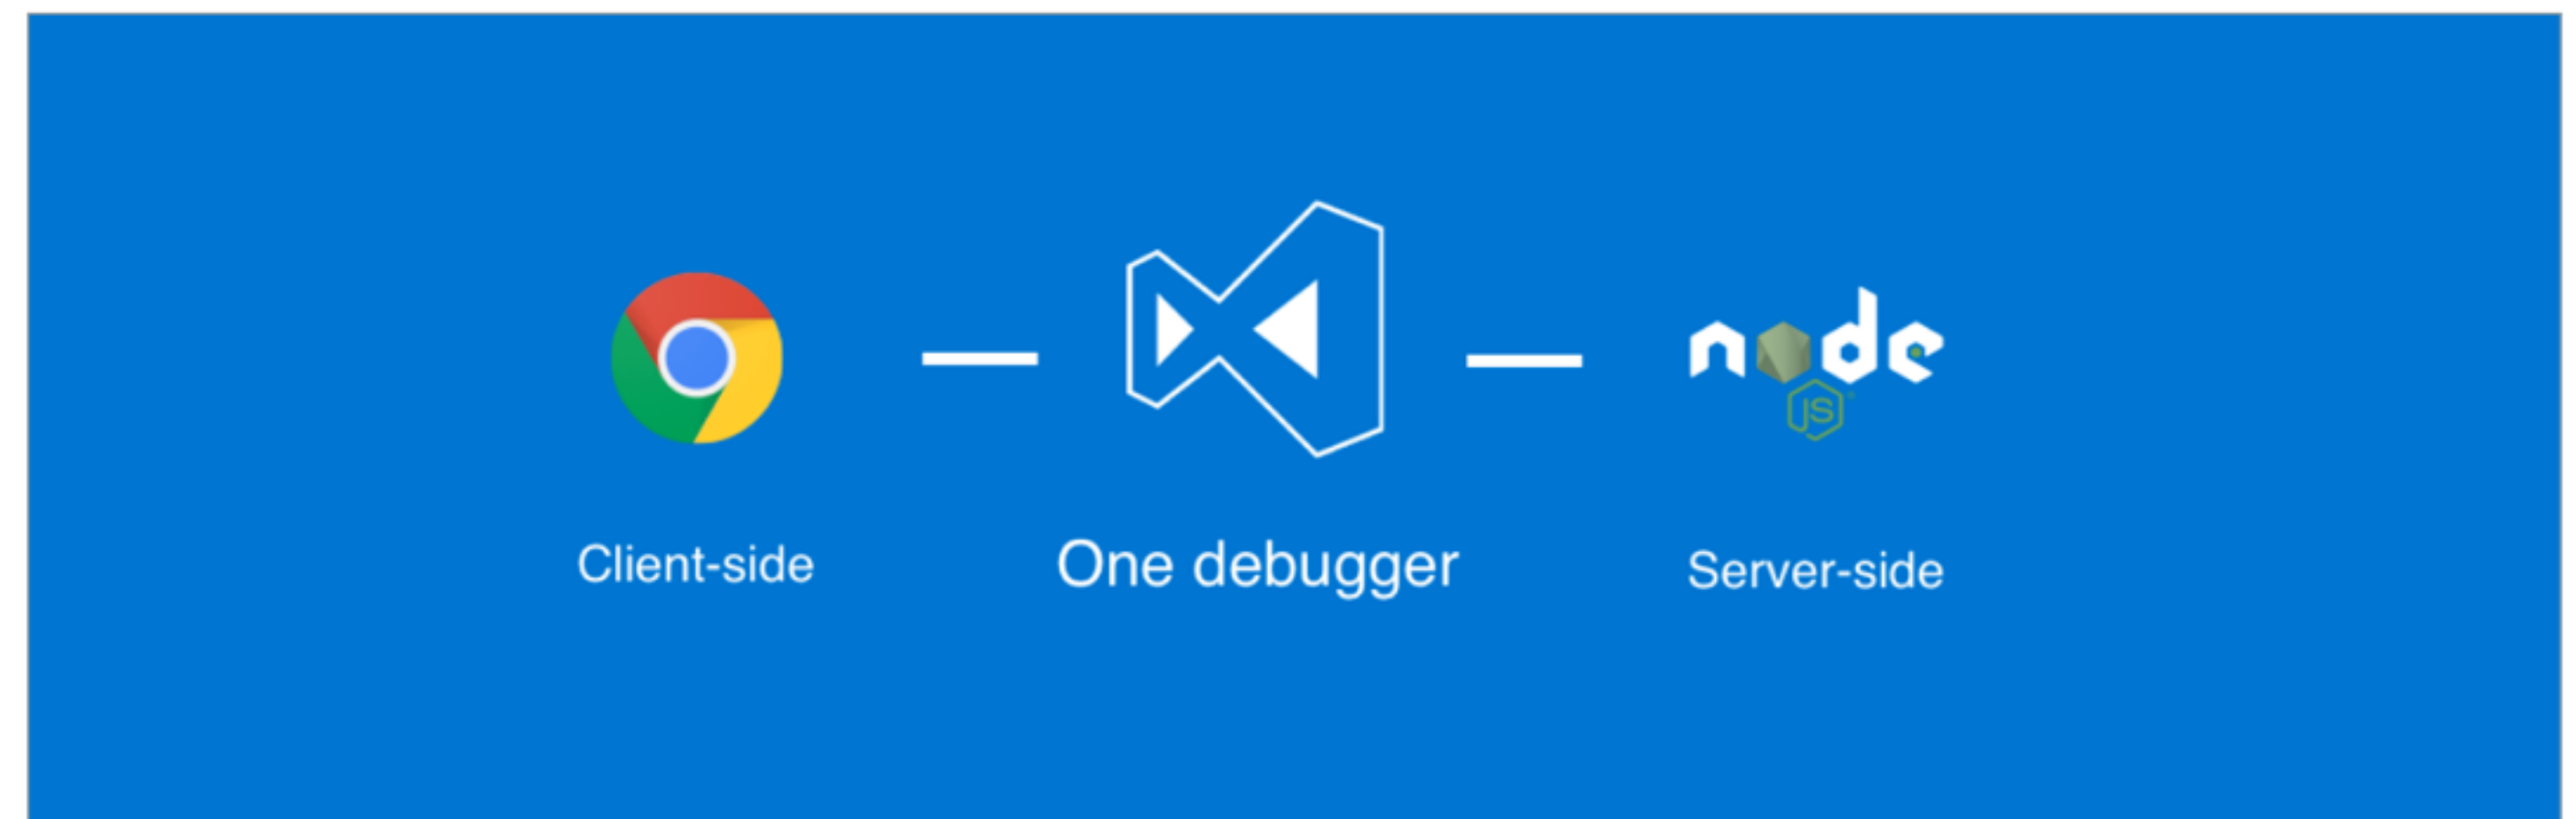 node
JS
Client-side
One debugger
Server-side